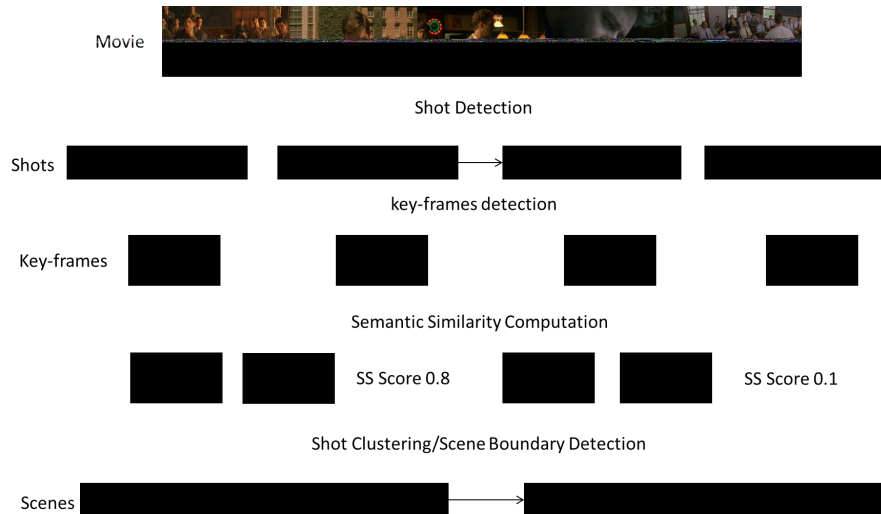 Movie
Shot Detection
Shots
key-frames detection
Key-frames
Semantic Similarity Computation
SS Score 0.8
SS Score 0.1
Shot Clustering/Scene Boundary Detection
Scenes